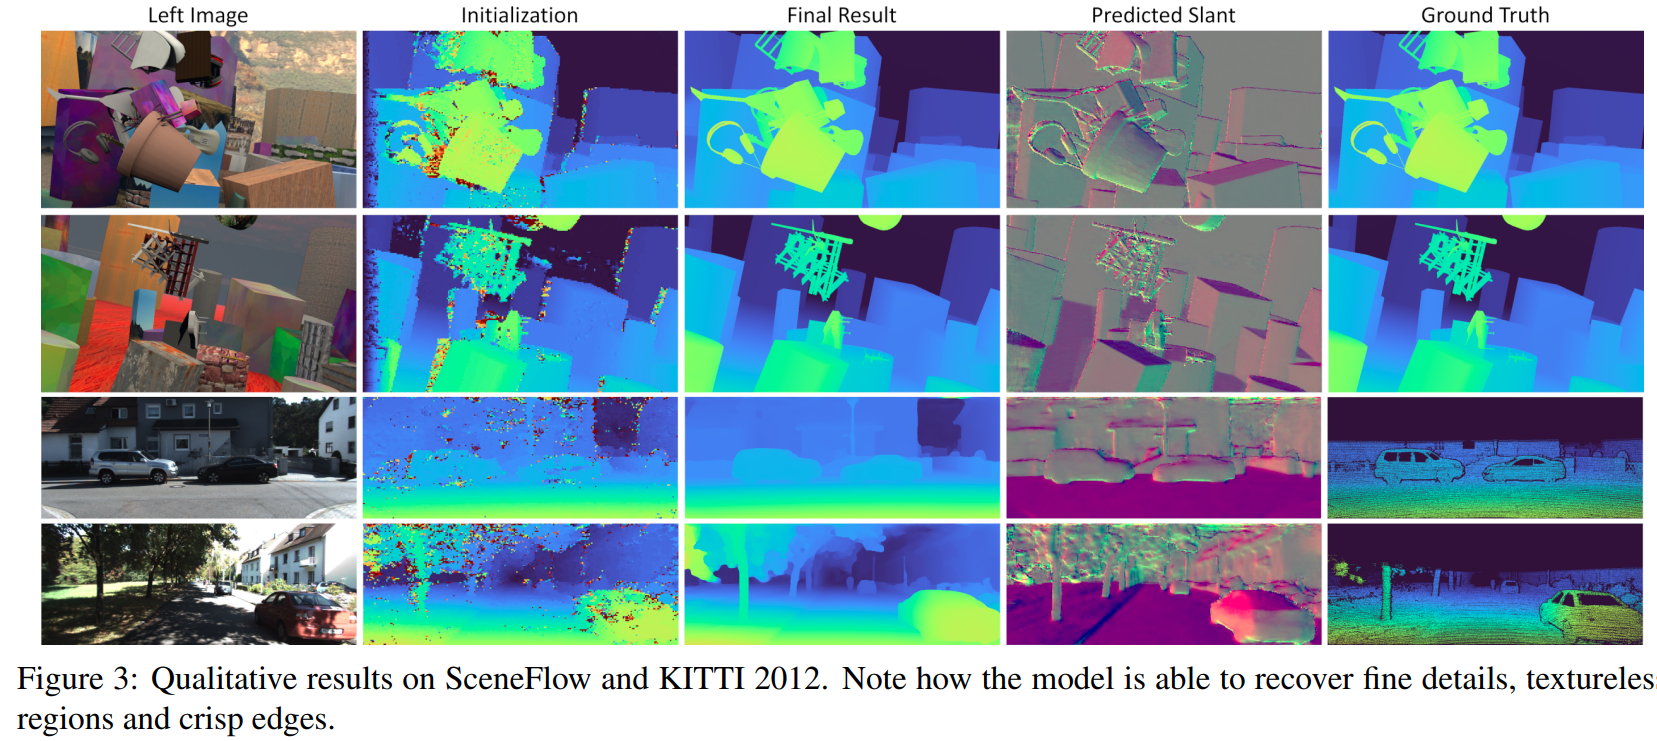 Left Image Initialization Final Result Predicted Slant Ground Truth
Figure 3: Qualitative results on SceneFlow and KITTI 2012. Note how the model is able to recover fine details,
regions and crisp edges.